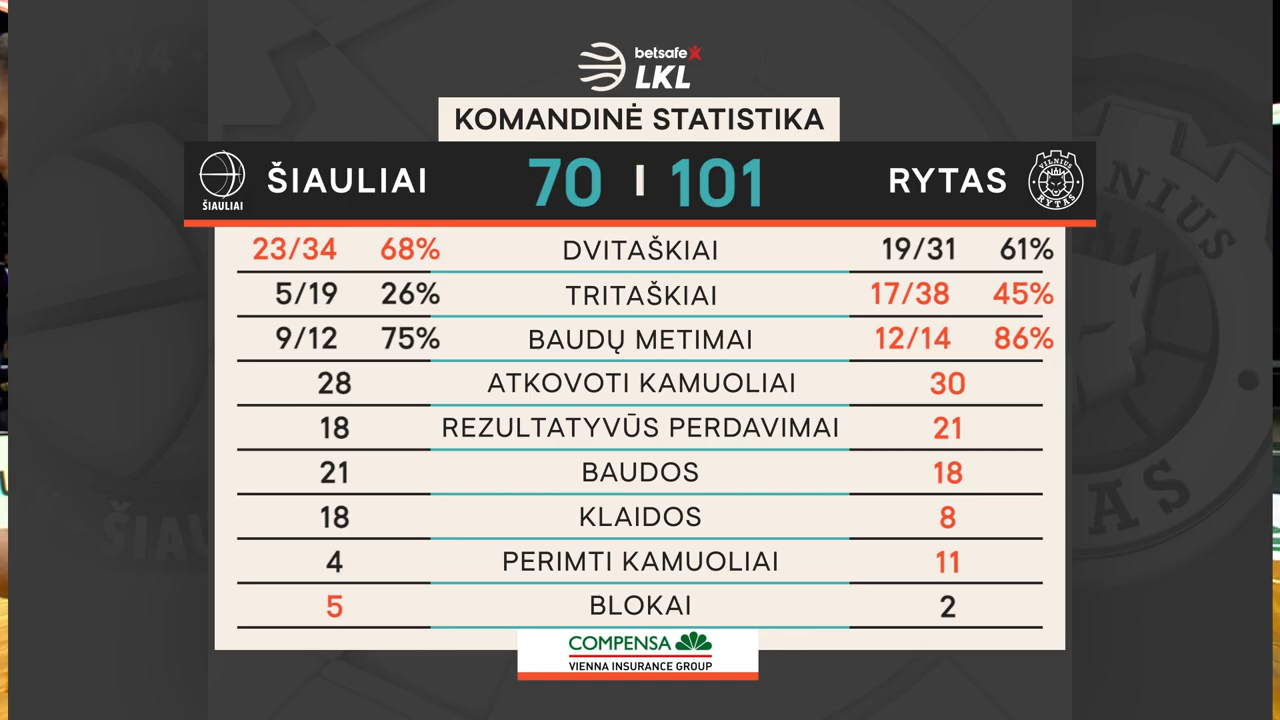 betsafe
LKL
KOMANDINĖ STATISTIKA
ŠIAULIAI
ŠIAULIAI 70 | 101 RYTAS
VILNIUS
RYTAS
23/34 68% DVITAŠKIAI 19/31 61%
5/19 26% TRITAŠKIAI 17/38 45%
9/12 75% BAUDŲ METIMAI 12/14 86%
28 ATKOVOTI KAMUOLIAI 30
18 REZULTATYVŪS PERDAVIMAI 21
21 BAUDOS 18
18 KLAIDOS 8
4 PERIMTI KAMUOLIAI 11
5 BLOKAI 2
COMPENSA
VIENNA INSURANCE GROUP